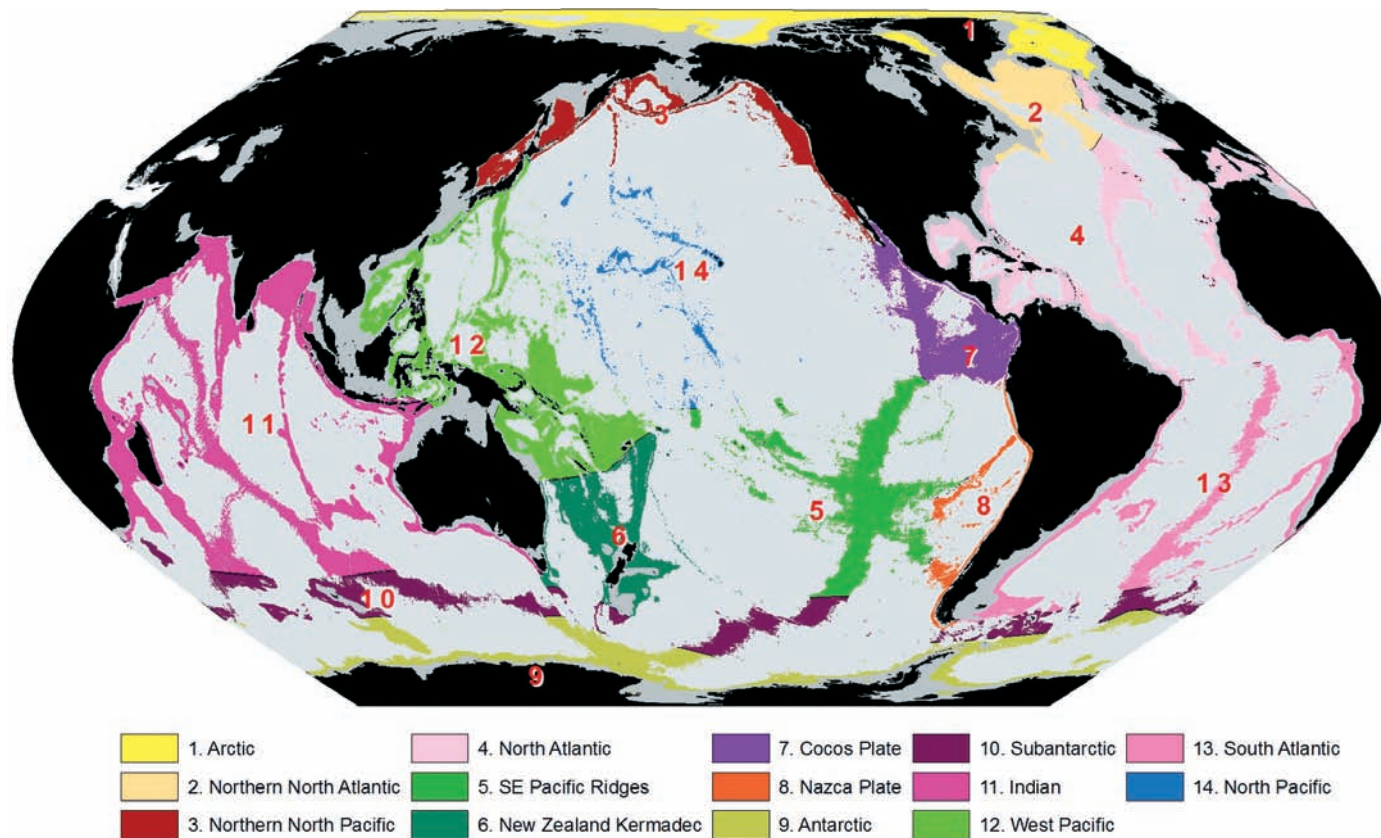 1
2
3
4
14
12
7
11
13
5
8
6
10
9
1. Arctic
2. Northern North Atlantic
3. Northern North Pacific
4. North Atlantic
5. SE Pacific Ridges
6. New Zealand Kermadec
7. Cocos Plate
8. Nazca Plate
9. Antarctic
10. Subantarctic
11. Indian
12. West Pacific
13. South Atlantic
14. North Pacific